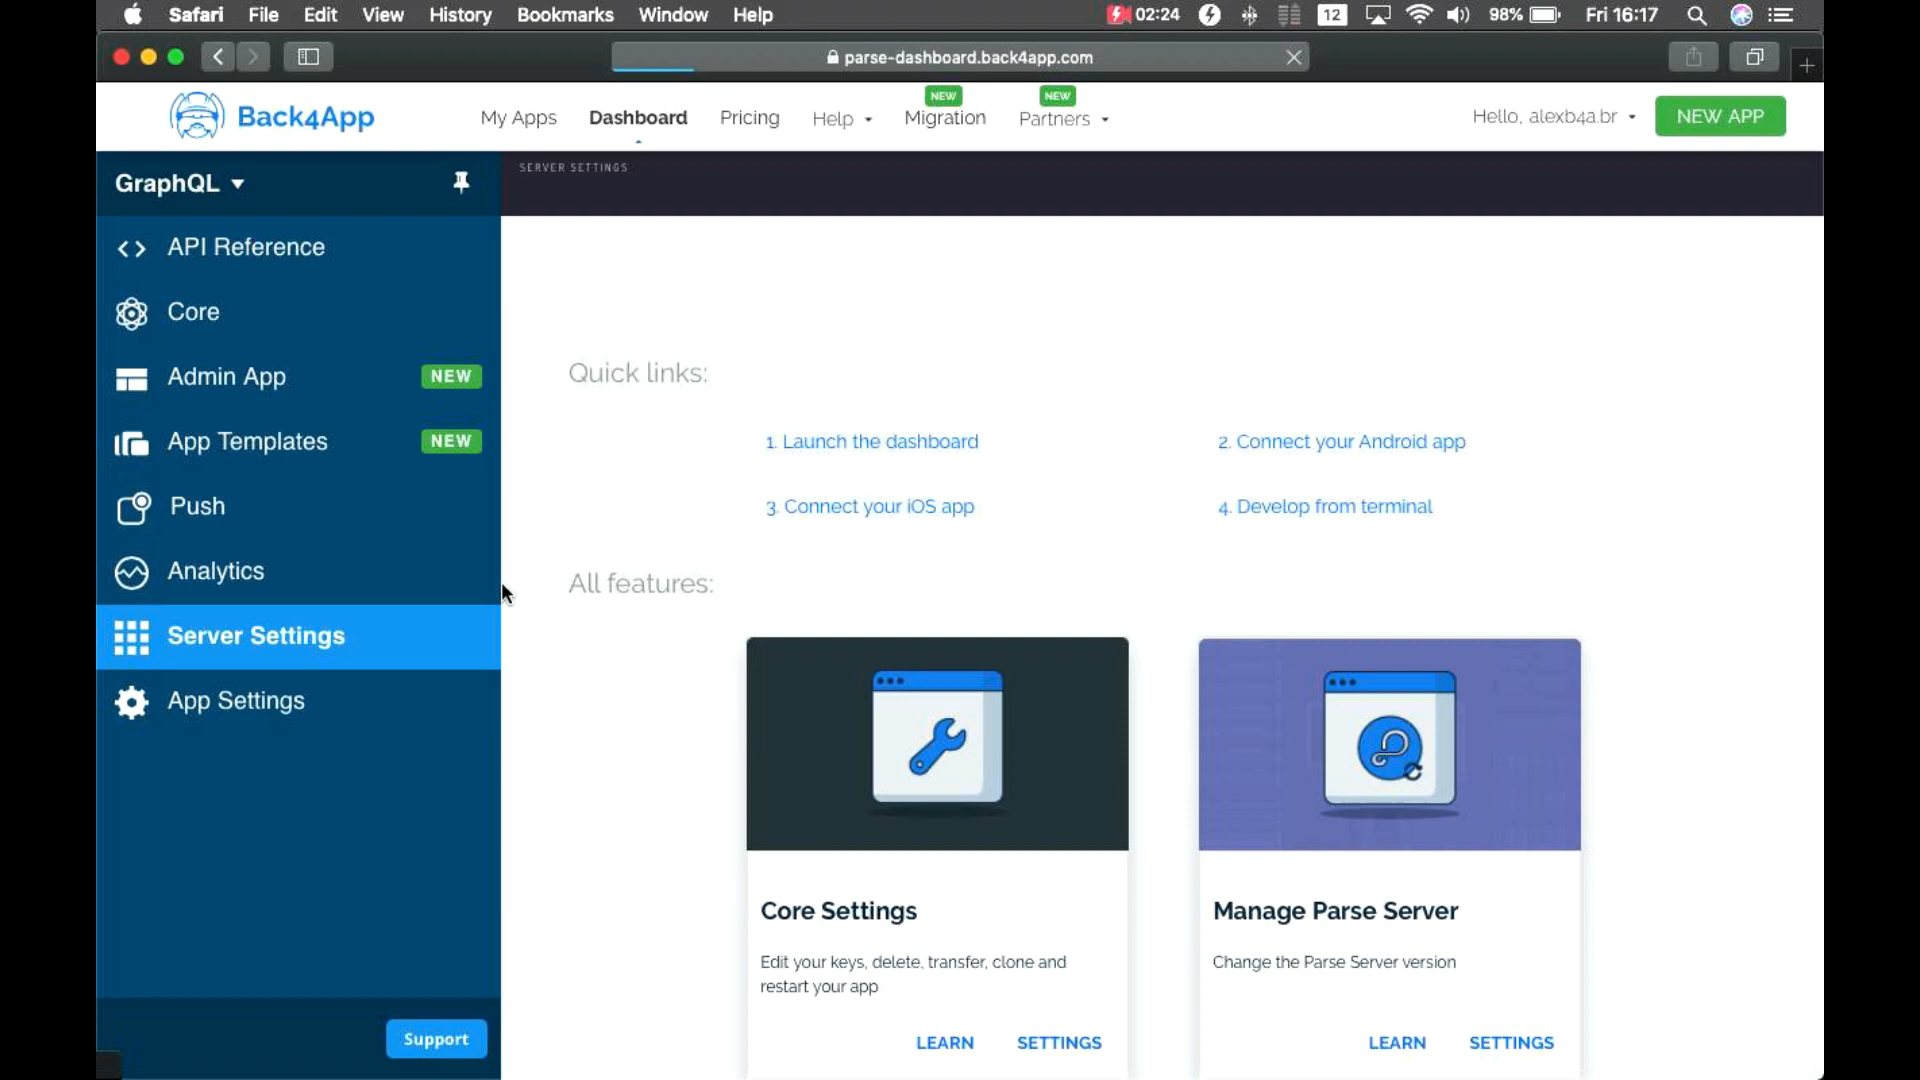 Safari File Edit View History Bookmarks Window Help 02:24 12 98% Fri 16:17
parse-dashboard.back4app.com
Back4App My Apps Dashboard Pricing Help NEW Migration NEW Partners Hello, alexb4a.br NEW APP
GraphQL
SERVER SETTINGS
API Reference
Core
Admin App NEW
App Templates NEW
Push
Analytics
Server Settings
App Settings
Support
Quick links:
1. Launch the dashboard
2. Connect your Android app
3. Connect your iOS app
4. Develop from terminal
All features:
Core Settings
Edit your keys, delete, transfer, clone and
restart your app
LEARN SETTINGS
Manage Parse Server
Change the Parse Server version
LEARN SETTINGS